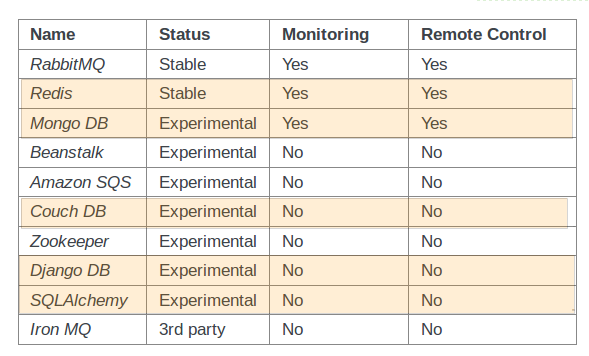 Name Status Monitoring Remote Control
RabbitMQ Stable Yes Yes
Redis Stable Yes Yes
Mongo DB Experimental Yes Yes
Beanstalk Experimental No No
Amazon SQS Experimental No No
Couch DB Experimental No No
Zookeeper Experimental No No
Django DB Experimental No No
SQLAlchemy Experimental No No
Iron MQ 3rd party No No